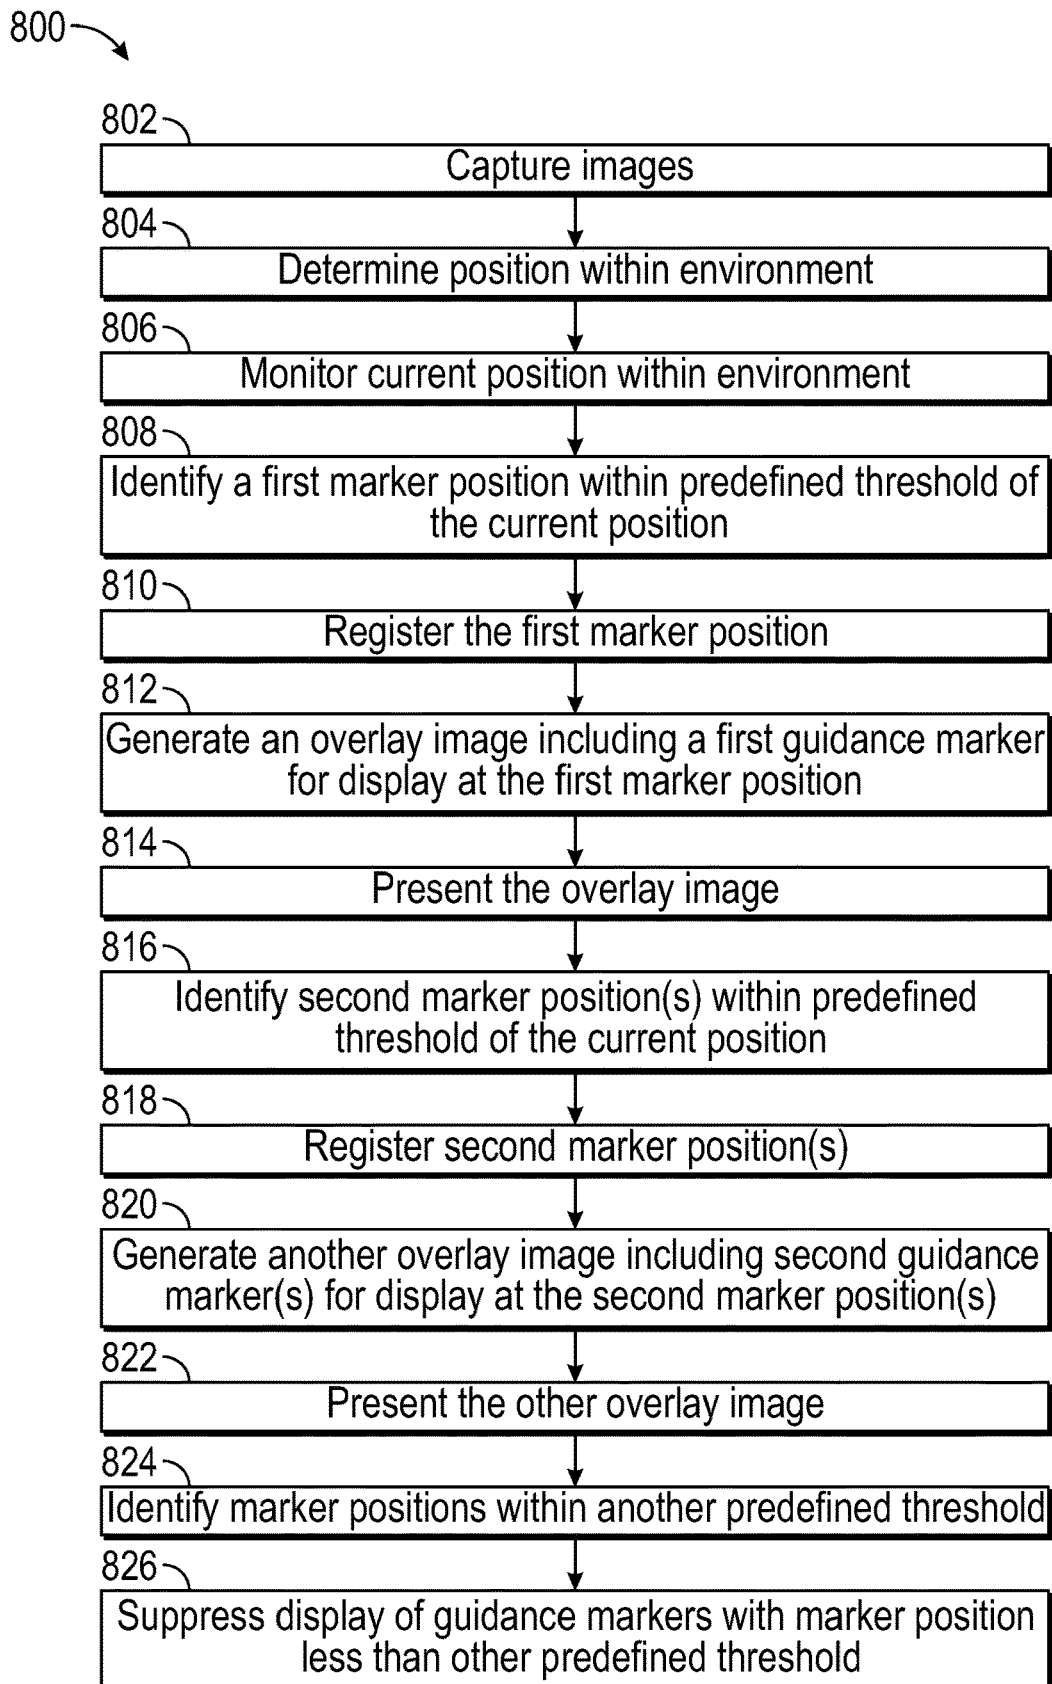 800
802
Capture images
804
Determine position within environment
806
Monitor current position within environment
808
Identify a first marker position within predefined threshold of
the current position
810
Register the first marker position
812
Generate an overlay image including a first guidance marker
for display at the first marker position
814
Present the overlay image
816
Identify second marker position(s) within predefined
threshold of the current position
818
Register second marker position(s)
820
Generate another overlay image including second guidance
marker(s) for display at the second marker position(s)
822
Present the other overlay image
824
Identify marker positions within another predefined threshold
826
Suppress display of guidance markers with marker position
less than other predefined threshold